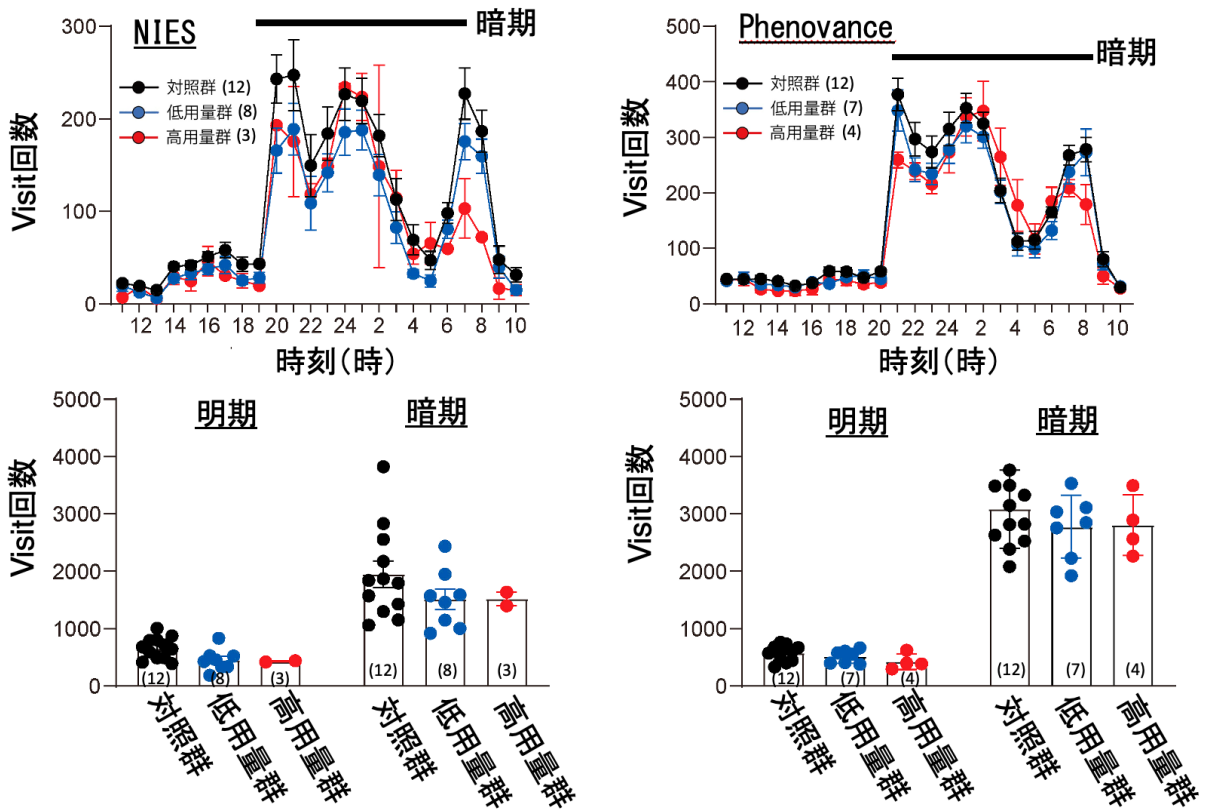 NIES
暗期
対照群 (12)
低用量群 (8)
高用量群 (3)
Visit回数
300
200
100
0
12 14 16 18 20 22 24 2 4 6 8 10
時刻(時)
Phenovance
暗期
対照群 (12)
低用量群 (7)
高用量群 (4)
Visit回数
500
400
300
200
100
0
12 14 16 18 20 22 24 2 4 6 8 10
時刻(時)
明期
暗期
Visit回数
5000
4000
3000
2000
1000
0
(12) (8) (3) (12) (8) (3)
対照群 低用量群 高用量群 対照群 低用量群 高用量群
明期
暗期
Visit回数
5000
4000
3000
2000
1000
0
(12) (7) (4) (12) (7) (4)
対照群 低用量群 高用量群 対照群 低用量群 高用量群